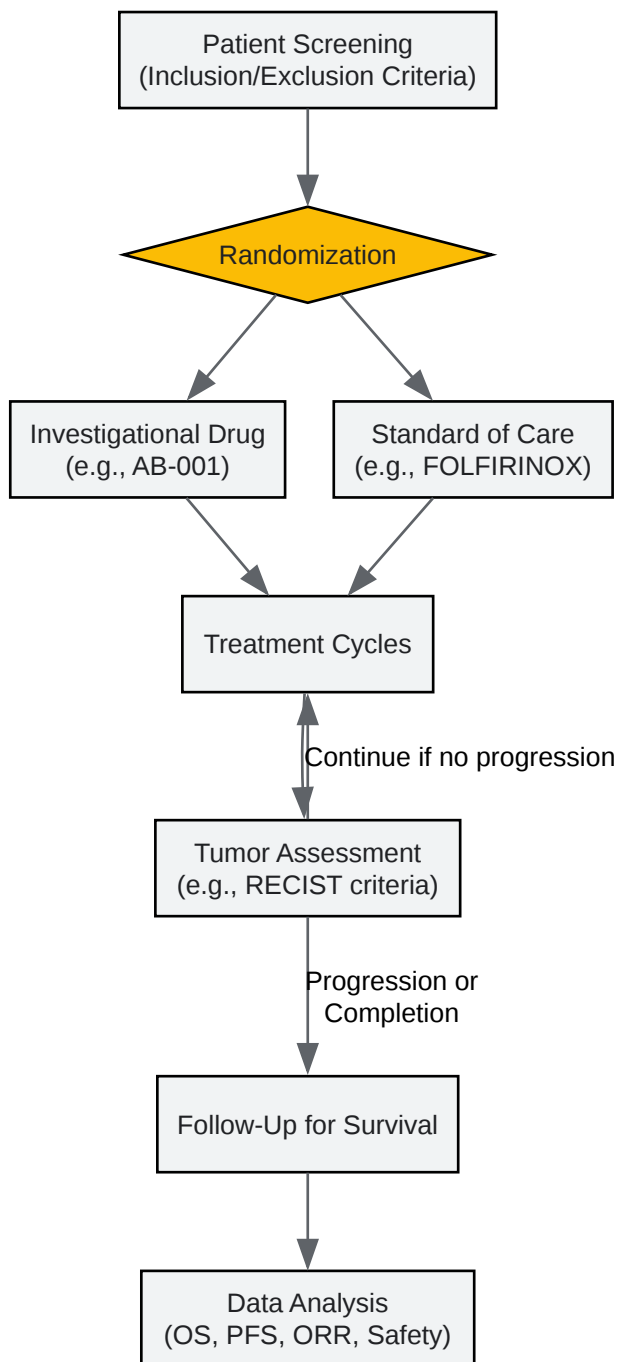 Patient Screening
(Inclusion/Exclusion Criteria)
Randomization
Investigational Drug
(e.g., AB-001)
Standard of Care
(e.g., FOLFIRINOX)
Treatment Cycles
Continue if no progression
Tumor Assessment
(e.g., RECIST criteria)
Progression or
Completion
Follow-Up for Survival
Data Analysis
(OS, PFS, ORR, Safety)